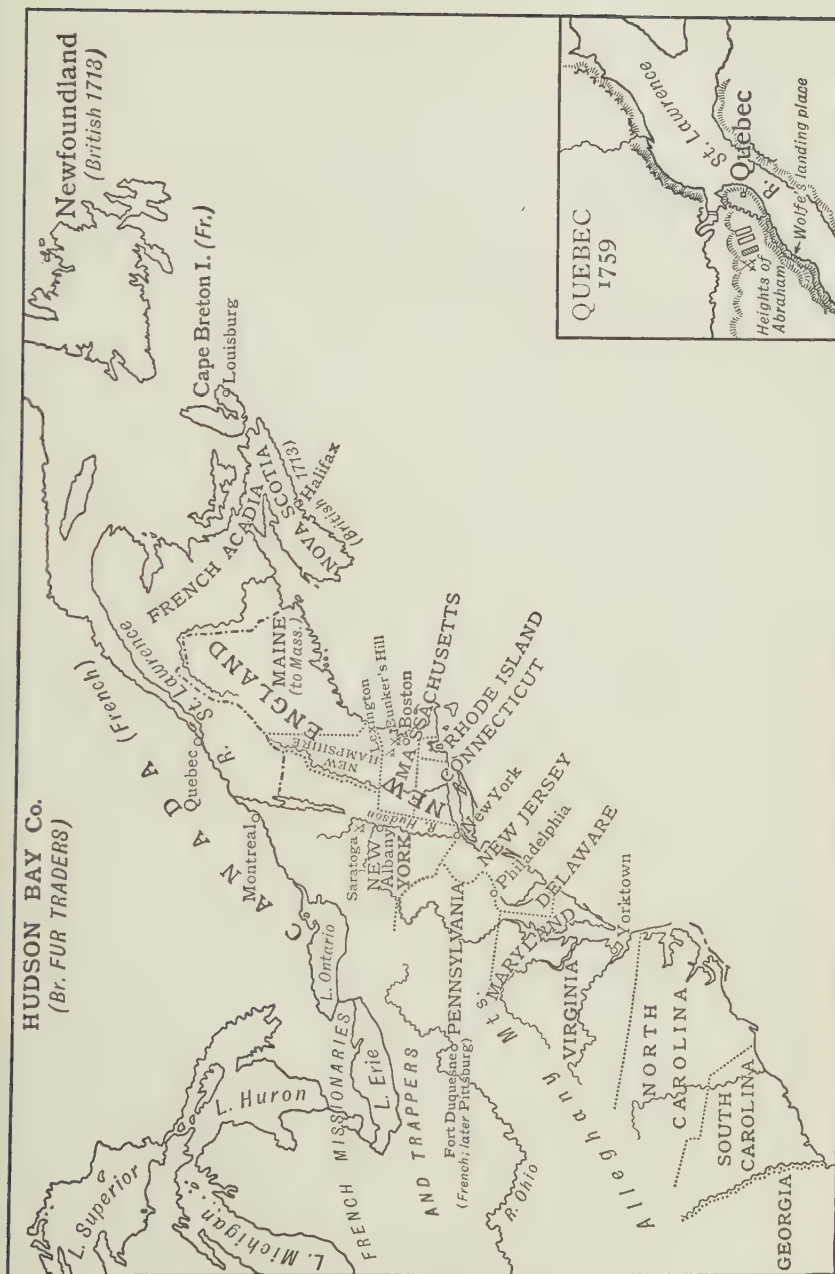 HUDSON BAY Co.
(Br. FUR TRADERS)
Newfoundland
(British 1713)
Cape Breton I. (Fr.)
Louisburg
FRENCH ACADIA
NOVA SCOTIA
(British 1713)
Halifax
CANADA (French)
R. St. Lawrence
Quebec
Montreal
NEW ENGLAND
MAINE
(to Mass.)
NEW
HAMPSHIRE
Lexington
Bunker's Hill
Boston
MASSACHUSETTS
RHODE ISLAND
CONNECTICUT
Saratoga
NEW
Albany
YORK
Hudson R.
New York
NEW JERSEY
Philadelphia
DELAWARE
PENNSYLVANIA
MARYLAND
L. Superior
L. Michigan
L. Huron
L. Ontario
L. Erie
FRENCH MISSIONARIES
AND TRAPPERS
Fort Duquesne
(French; later Pittsburg)
R. Ohio
Alleghany Mts.
VIRGINIA
Yorktown
NORTH
CAROLINA
SOUTH
CAROLINA
GEORGIA
QUEBEC
1759
R. St. Lawrence
Quebec
Heights of
Abraham
Wolfe's landing place